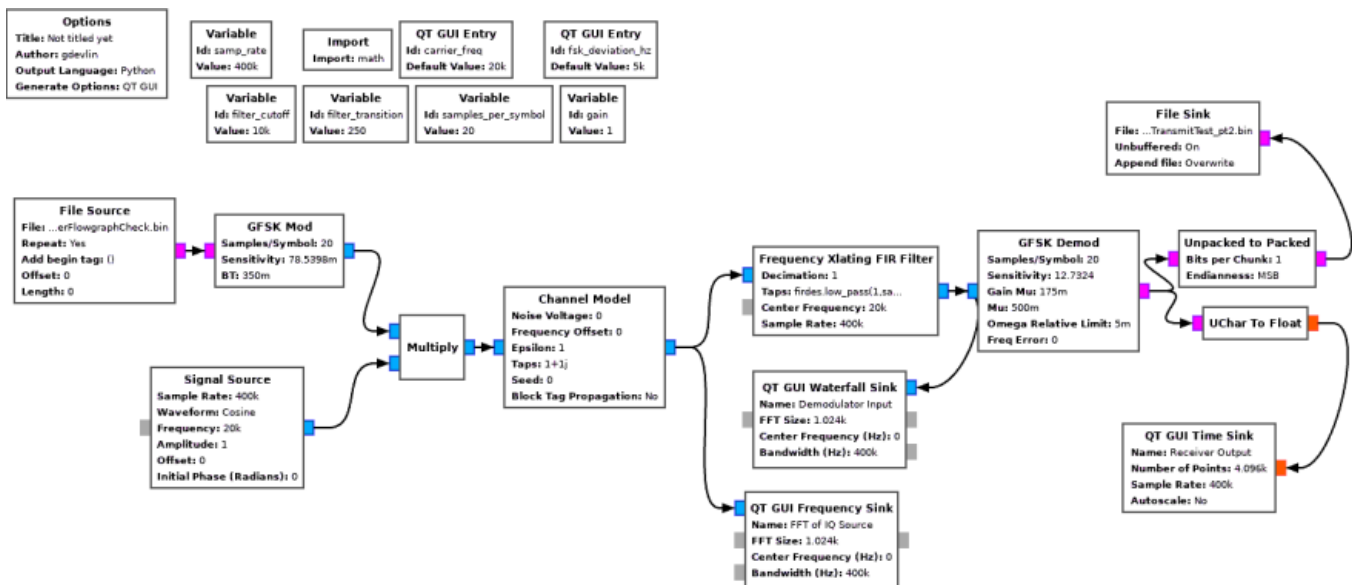 Options
Title: Not titled yet
Author: gdevlin
Output Language: Python
Generate Options: QT GUI
Variable
Id: samp_rate
Value: 400k
Import
Import: math
QT GUI Entry
Id: carrier_freq
Default Value: 20k
QT GUI Entry
Id: fsk_deviation_hz
Default Value: 5k
Variable
Id: filter_cutoff
Value: 10k
Variable
Id: filter_transition
Value: 250
Variable
Id: samples_per_symbol
Value: 20
Variable
Id: gain
Value: 1
File Sink
File: ...TransmitTest_pt2.bin
Unbuffered: On
Append file: Overwrite
File Source
File: ...erFlowgraphCheck.bin
Repeat: Yes
Add begin tag: ()
Offset: 0
Length: 0
GFSK Mod
Samples/Symbol: 20
Sensitivity: 78.5398m
BT: 350m
Signal Source
Sample Rate: 400k
Waveform: Cosine
Frequency: 20k
Amplitude: 1
Offset: 0
Initial Phase (Radians): 0
Multiply
Channel Model
Noise Voltage: 0
Frequency Offset: 0
Epsilon: 1
Taps: 1+1j
Seed: 0
Block Tag Propagation: No
Frequency Xlating FIR Filter
Decimation: 1
Taps: firdes.low_pass(1,sa...
Center Frequency: 20k
Sample Rate: 400k
GFSK Demod
Samples/Symbol: 20
Sensitivity: 12.7324
Gain Mu: 175m
Mu: 500m
Omega Relative Limit: 5m
Freq Error: 0
Unpacked to Packed
Bits per Chunk: 1
Endianness: MSB
UChar To Float
QT GUI Waterfall Sink
Name: Demodulator Input
FFT Size: 1.024k
Center Frequency (Hz): 0
Bandwidth (Hz): 400k
QT GUI Time Sink
Name: Receiver Output
Number of Points: 4.096k
Sample Rate: 400k
Autoscale: No
QT GUI Frequency Sink
Name: FFT of IQ Source
FFT Size: 1.024k
Center Frequency (Hz): 0
Bandwidth (Hz): 400k